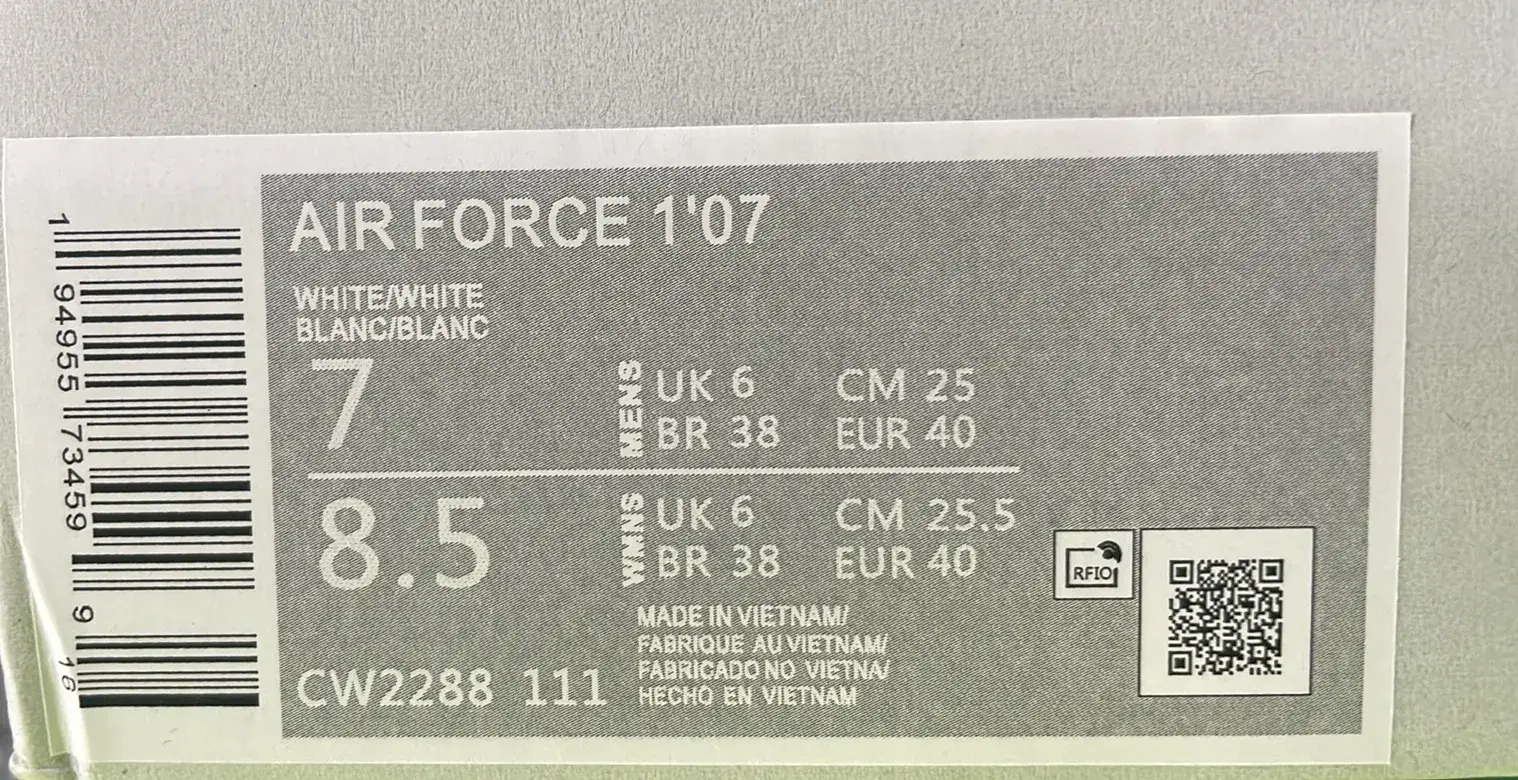 AIR FORCE 1'07
WHITE/WHITE
BLANC/BLANC
7
MENS
UK 6 CM 25
BR 38 EUR 40
8.5
WMNS
UK 6 CM 25.5
BR 38 EUR 40
MADE IN VIETNAM/
FABRIQUE AU VIETNAM/
FABRICADO NO VIETNA/
HECHO EN VIETNAM
CW2288 111
RFIO
1 94955 73459 9 16